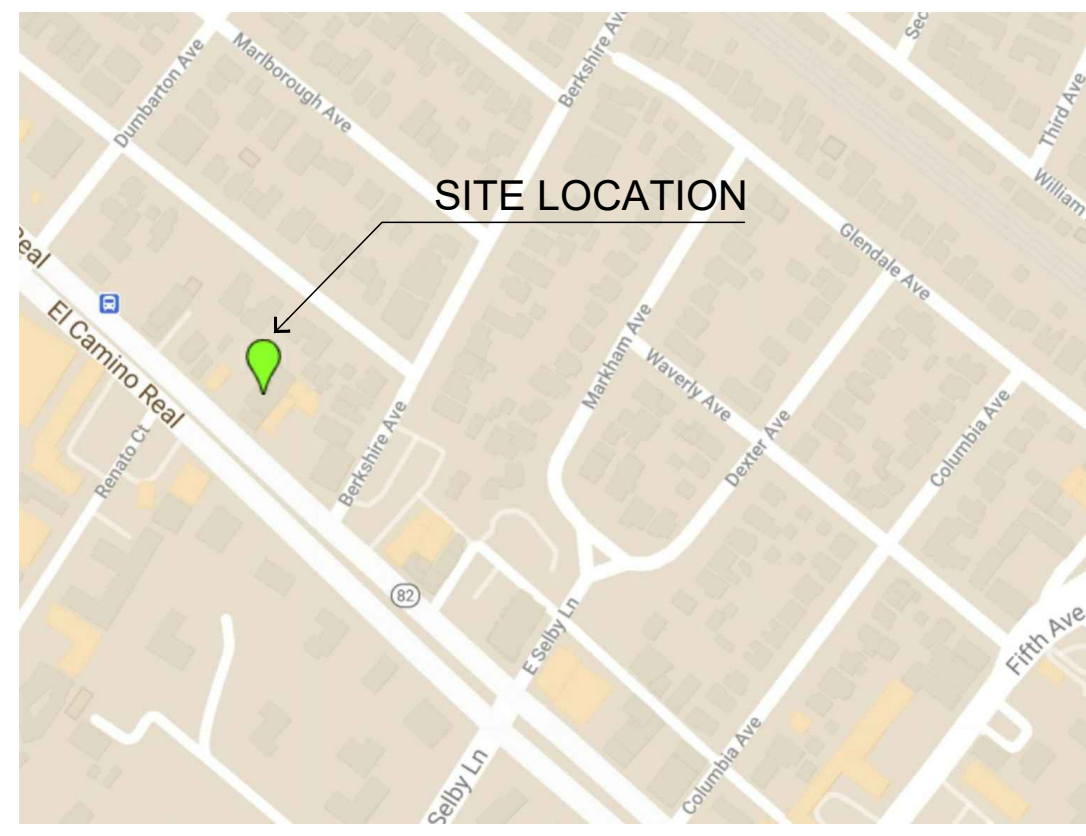 Sec
Berkshire Ave
Marlborough Ave
Dumbarton Ave
Third Ave
William
SITE LOCATION
Real
Glendale Ave
El Camino Real
Markham Ave
Waverly Ave
Columbia Ave
Dexter Ave
Berkshire Ave
Renato Ct
82
Fifth Ave
E Selby Ln
Columbia Ave
Selby Ln